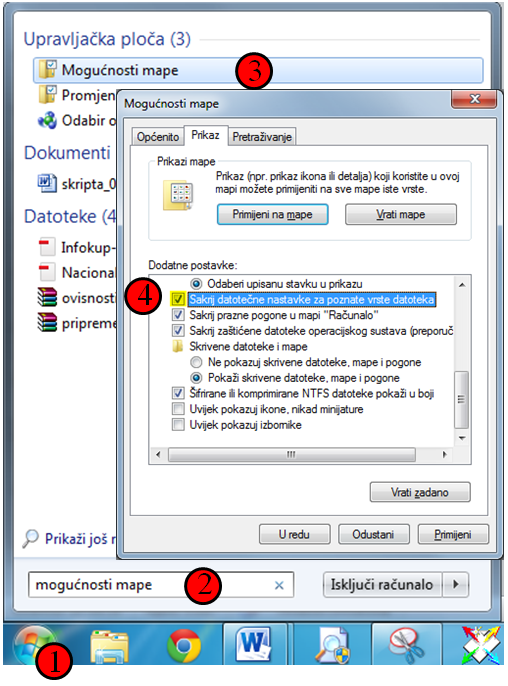 Upravljačka ploča (3)
Mogućnosti mape
3
Promjen
Odabir o
Dokumenti
skripta_0
Datoteke (4
Infokup-
Nacional
ovisnosti
pripreme
Prikaži još r
Mogućnosti mape
Općenito Prikaz Pretraživanje
Prikazi mape
Prikaz (npr. prikaz ikona ili detalja) koji koristite u ovoj
mapi možete primijeniti na sve mape iste vrste.
Primijeni na mape Vrati mape
Dodatne postavke:
Odaberi upisanu stavku u prikazu
4 Sakrij datotečne nastavke za poznate vrste datoteka
Sakrij prazne pogone u mapi "Računalo"
Sakrij zaštićene datoteke operacijskog sustava (preporuč
Skrivene datoteke i mape
Ne pokazuj skrivene datoteke, mape i pogone
Pokaži skrivene datoteke, mape i pogone
Šifrirane ili komprimirane NTFS datoteke pokaži u boji
Uvijek pokazuj ikone, nikad minijature
Uvijek pokazuj izbornike
Vrati zadano
U redu Odustani Primijeni
mogućnosti mape 2 Isključi računalo
1